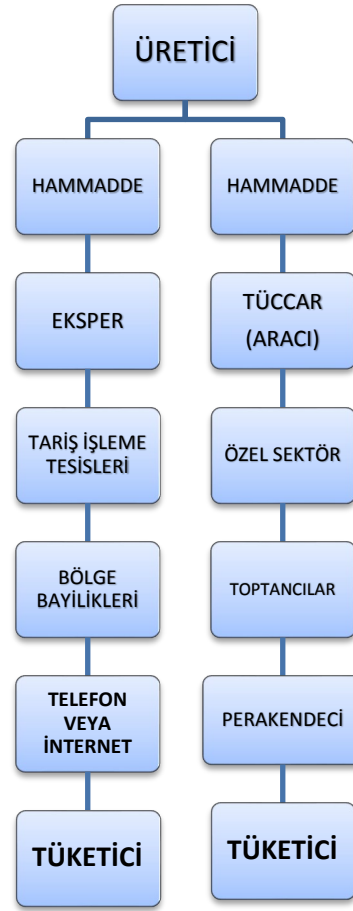 ÜRETİCİ
HAMMADDE
EKSPER
TARİŞ İŞLEME
TESİSLERİ
BÖLGE
BAYİLİKLERİ
TELEFON
VEYA
İNTERNET
TÜKETİCİ
HAMMADDE
TÜCCAR
(ARACI)
ÖZEL SEKTÖR
TOPTANCILAR
PERAKENDECİ
TÜKETİCİ